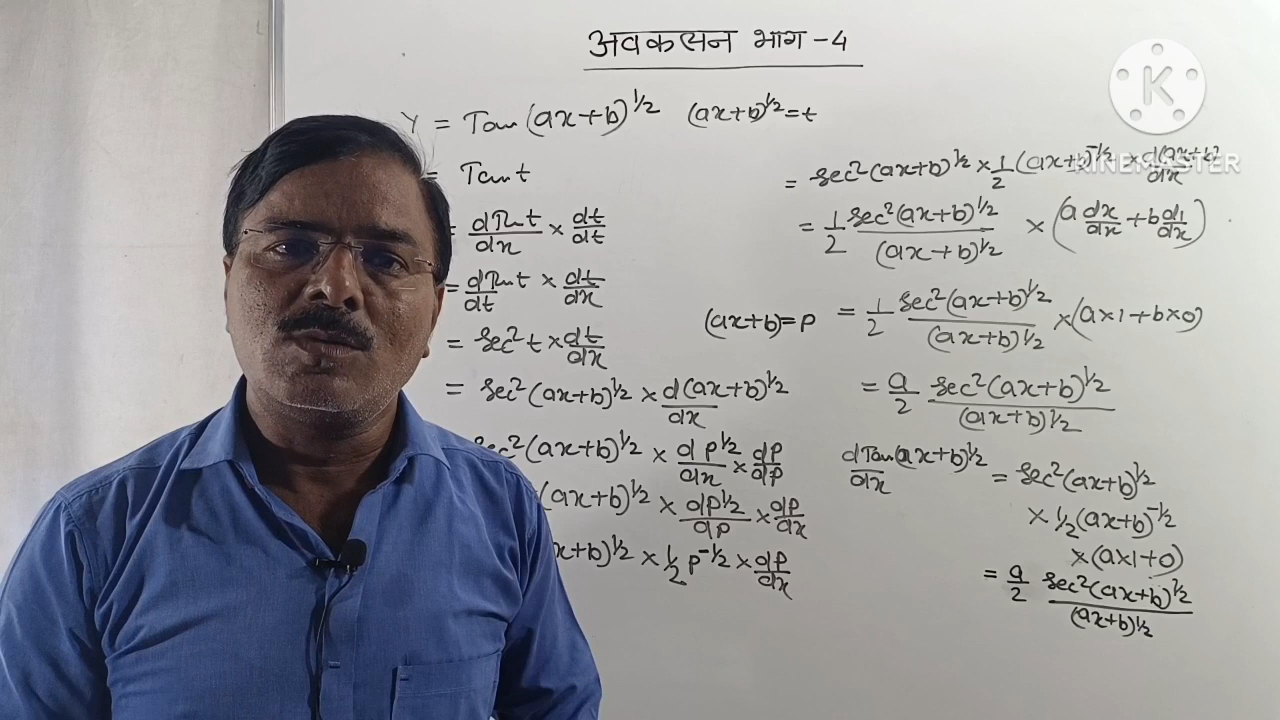 अवकलन भाग -4
Y = Tan (ax+b)^1/2 (ax+b)^1/2 = t
= Tan t
= dTan t/dx × dt/dt
= dTan t/dt × dt/dx
= Sec² t × dt/dx
= Sec² (ax+b)^1/2 × d(ax+b)^1/2/dx
Sec² (ax+b)^1/2 × d p^1/2/dx × dp/dp
(ax+b)^1/2 × dp^1/2/dp × dp/dx
x+b)^1/2 × 1/2 p^-1/2 × dp/dx
= Sec² (ax+b)^1/2 × 1/2 (ax+b)^-1/2 × d(ax+b)/dx
= 1/2 Sec² (ax+b)^1/2/(ax+b)^1/2 × (a dx/dx + b d1/dx)
(ax+b) = p = 1/2 Sec² (ax+b)^1/2/(ax+b)^1/2 × (a×1+b×0)
= a/2 Sec² (ax+b)^1/2/(ax+b)^1/2
dTan(ax+b)^1/2/dx = Sec² (ax+b)^1/2
× 1/2 (ax+b)^-1/2
× (a×1+0)
= a/2 Sec² (ax+b)^1/2/(ax+b)^1/2
K
KINEMASTER